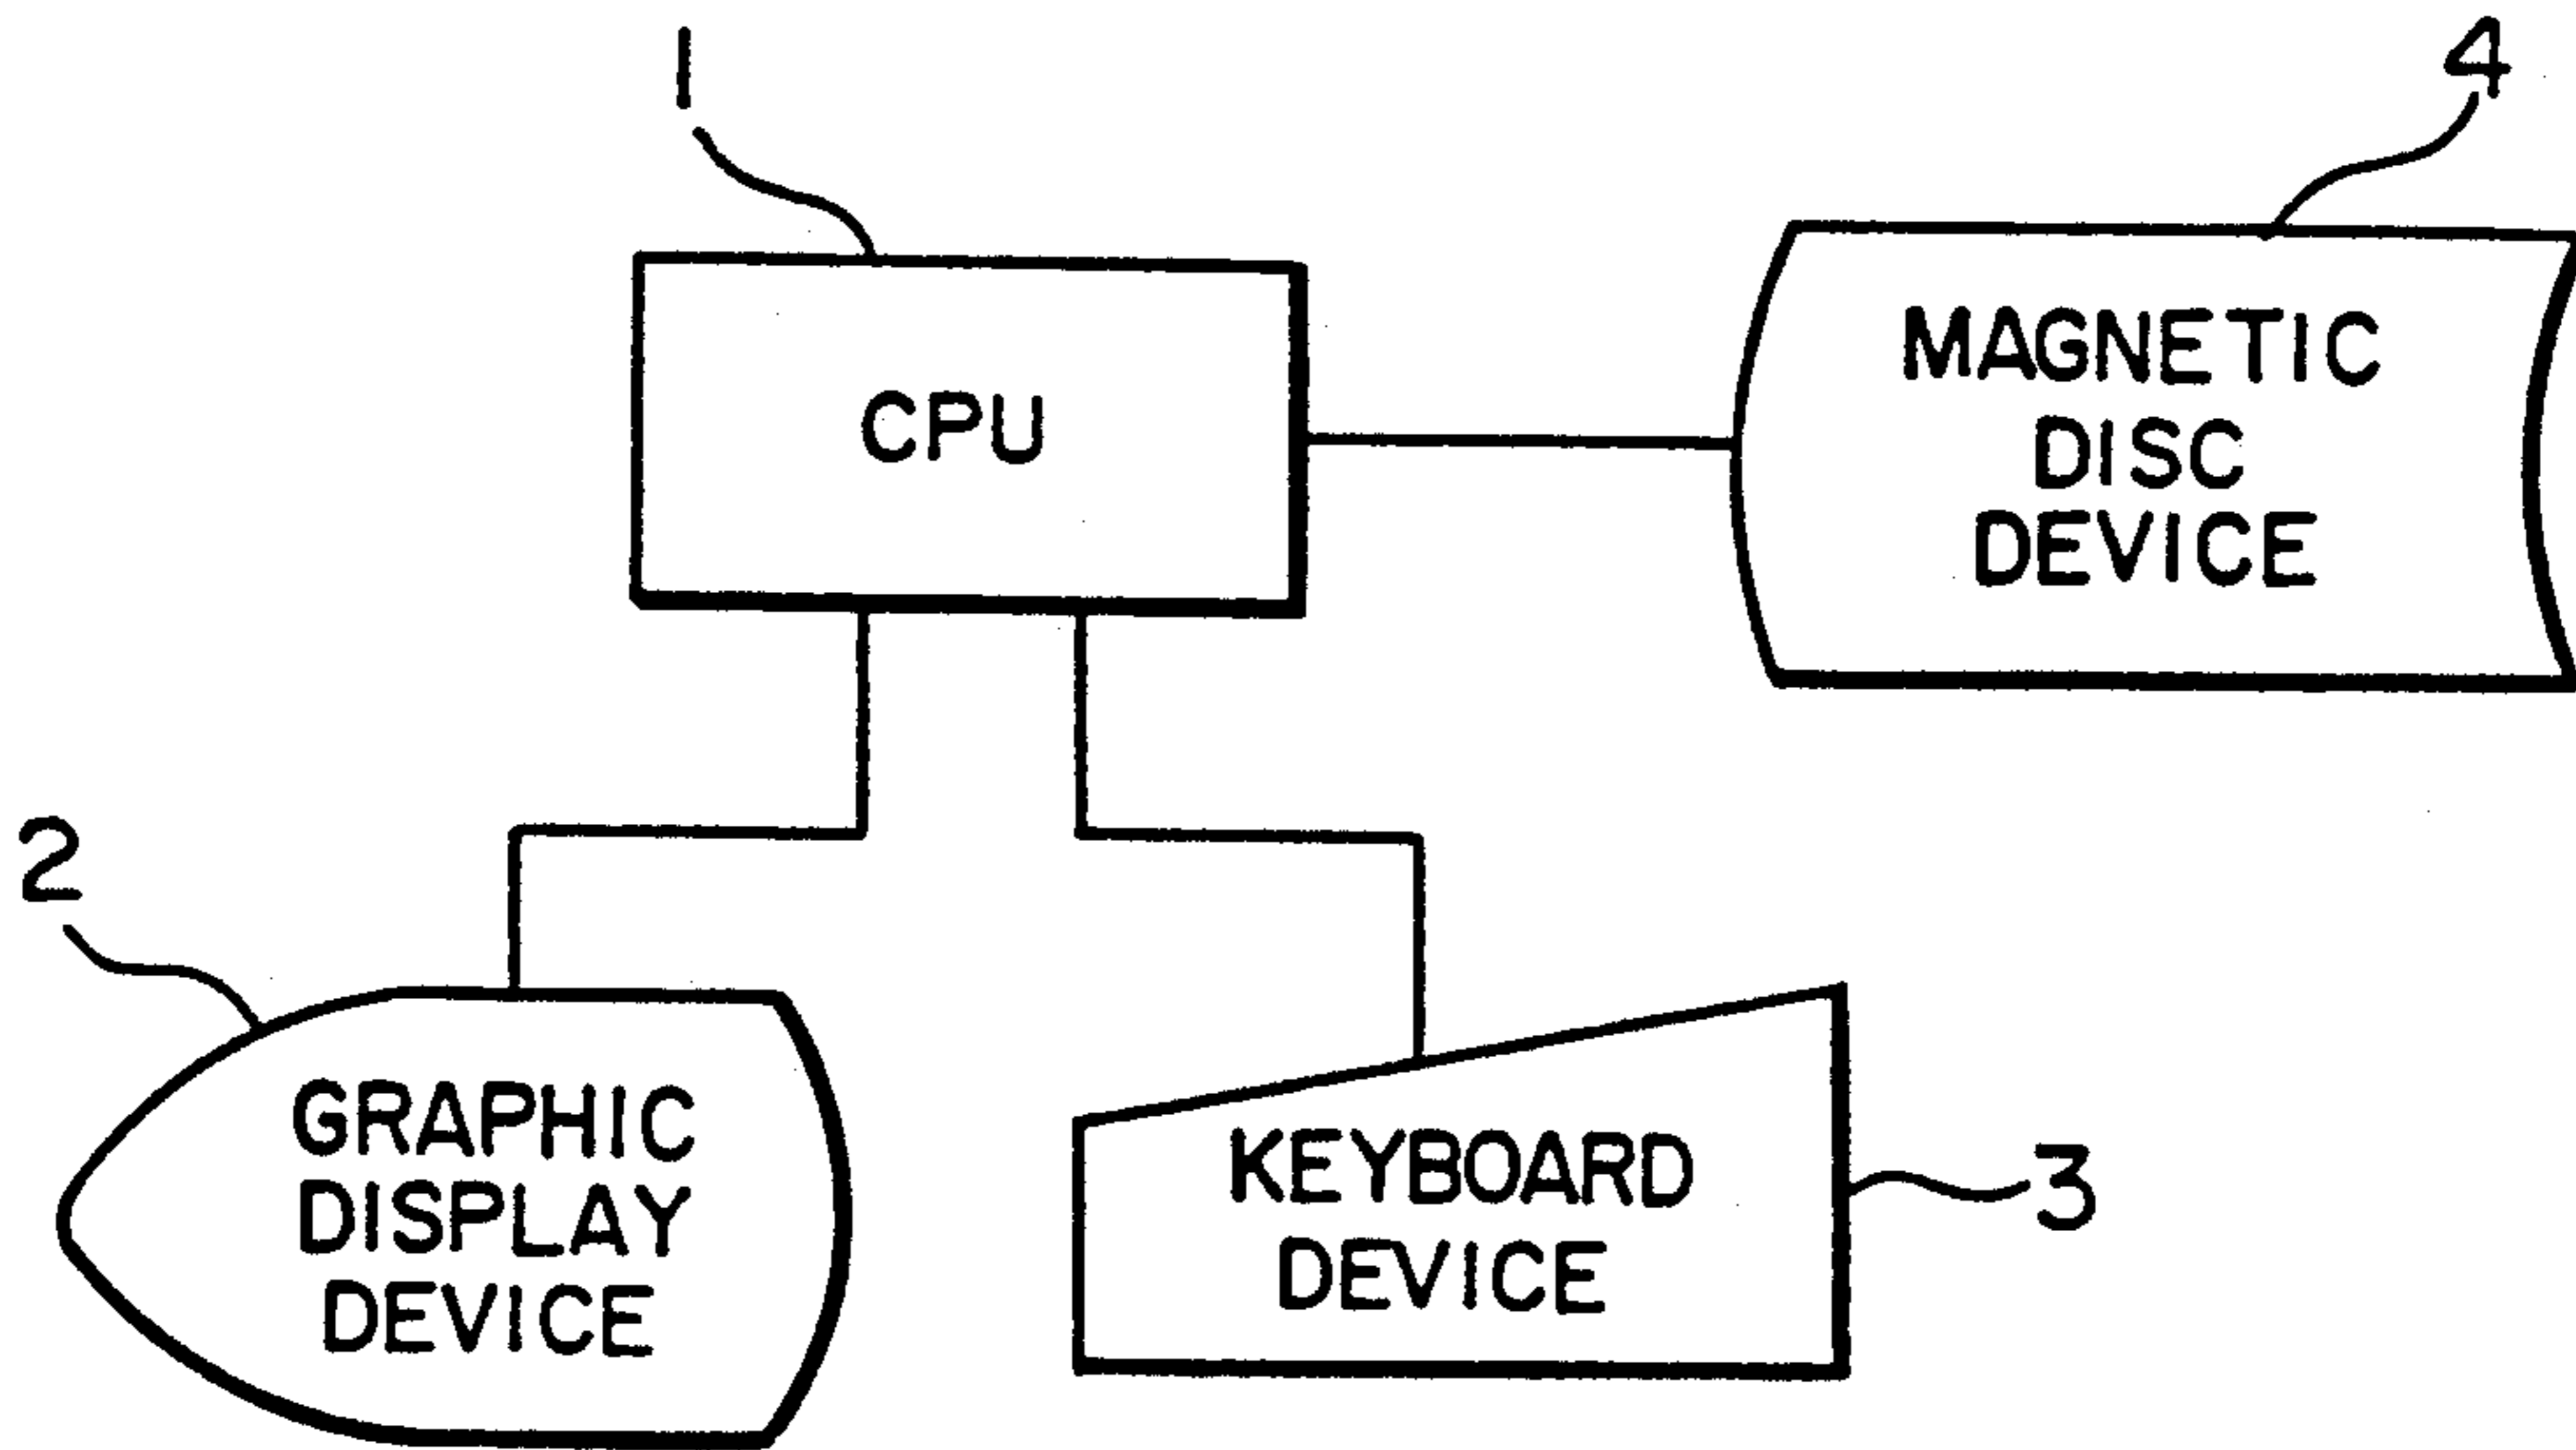 1
4
CPU
MAGNETIC
DISC
DEVICE
2
GRAPHIC
DISPLAY
DEVICE
KEYBOARD
DEVICE
3